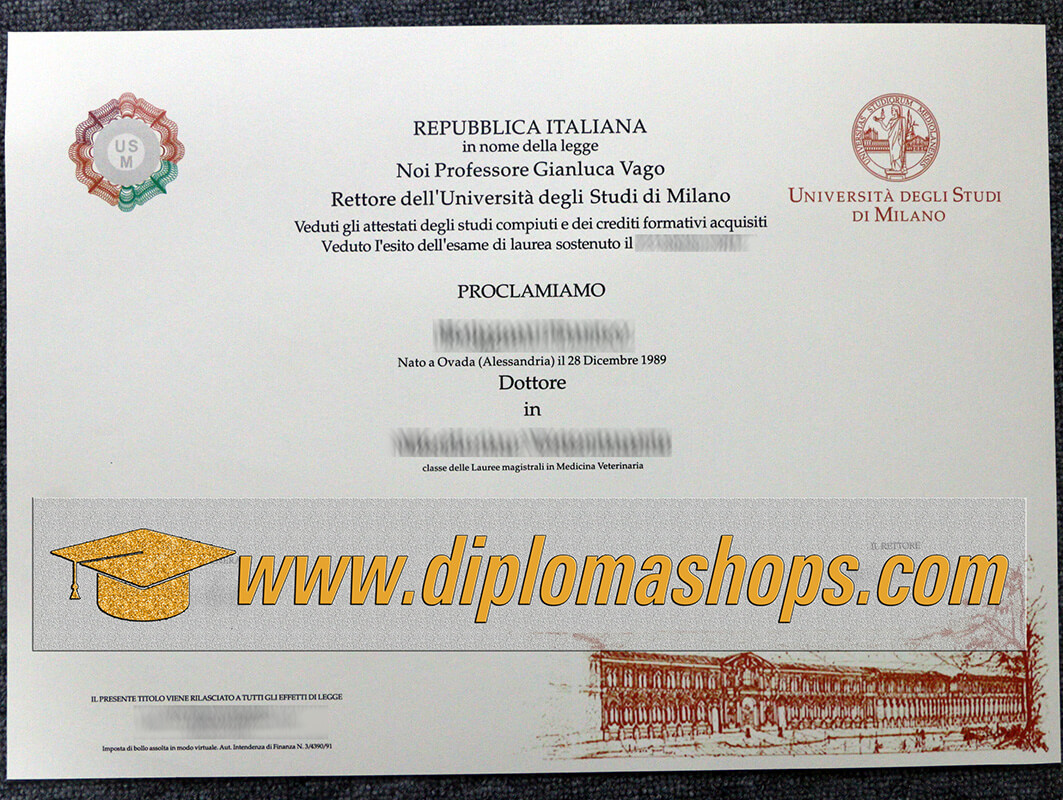 US
M
REPUBBLICA ITALIANA
in nome della legge
Noi Professore Gianluca Vago
Rettore dell'Università degli Studi di Milano
Veduti gli attestati degli studi compiuti e dei crediti formativi acquisiti
Veduto l'esito dell'esame di laurea sostenuto il
UNIVERSITAS STUDIORUM MEDIOLANENSIS
UNIVERSITÀ DEGLI STUDI
DI MILANO
PROCLAMIAMO
Nato a Ovada (Alessandria) il 28 Dicembre 1989
Dottore
in
classe delle Lauree magistrali in Medicina Veterinaria
IL RETTORE
www.diplomashops.com
IL PRESENTE TITOLO VIENE RILASCIATO A TUTTI GLI EFFETTI DI LEGGE
Imposta di bollo assolta in modo virtuale. Aut. Intendenza di Finanza N. 3/4390/91